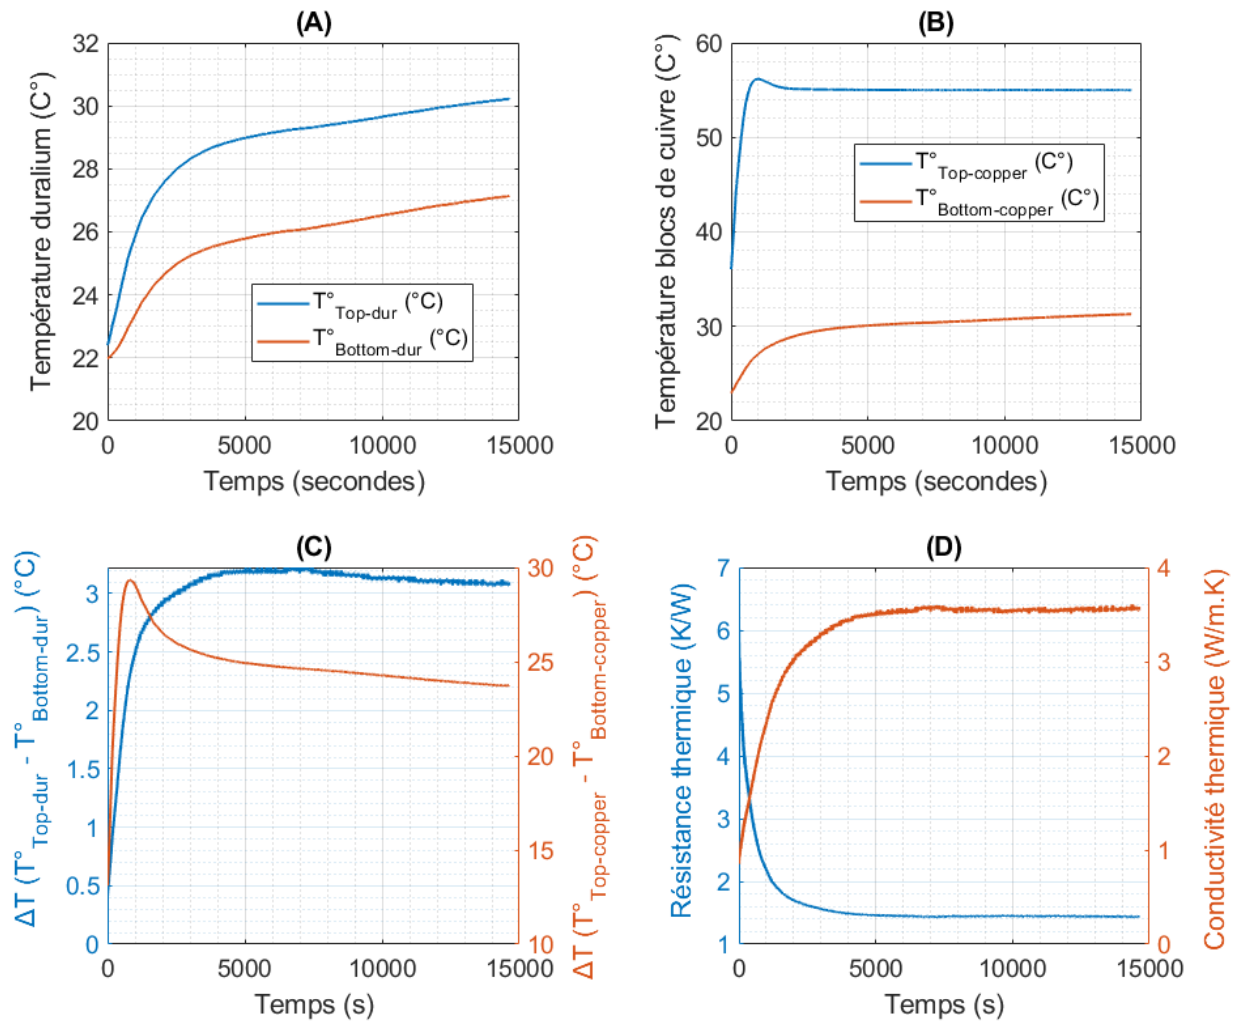 (A)
32
30
28
26
24
22
20
Température duralium (C°)
T°Top-dur (°C)
T°Bottom-dur (°C)
0
5000
10000
15000
Temps (secondes)
(B)
60
50
40
30
20
Température blocs de cuivre (C°)
T°Top-copper (C°)
T°Bottom-copper (C°)
0
5000
10000
15000
Temps (secondes)
(C)
3
2.5
2
1.5
1
0.5
0
ΔT (T°Top-dur - T°Bottom-dur) (°C)
30
25
20
15
10
ΔT (T°Top-copper - T°Bottom-copper) (°C)
0
5000
10000
15000
Temps (s)
(D)
7
6
5
4
3
2
1
Résistance thermique (K/W)
4
3
2
1
0
Conductivité thermique (W/m.K)
0
5000
10000
15000
Temps (s)